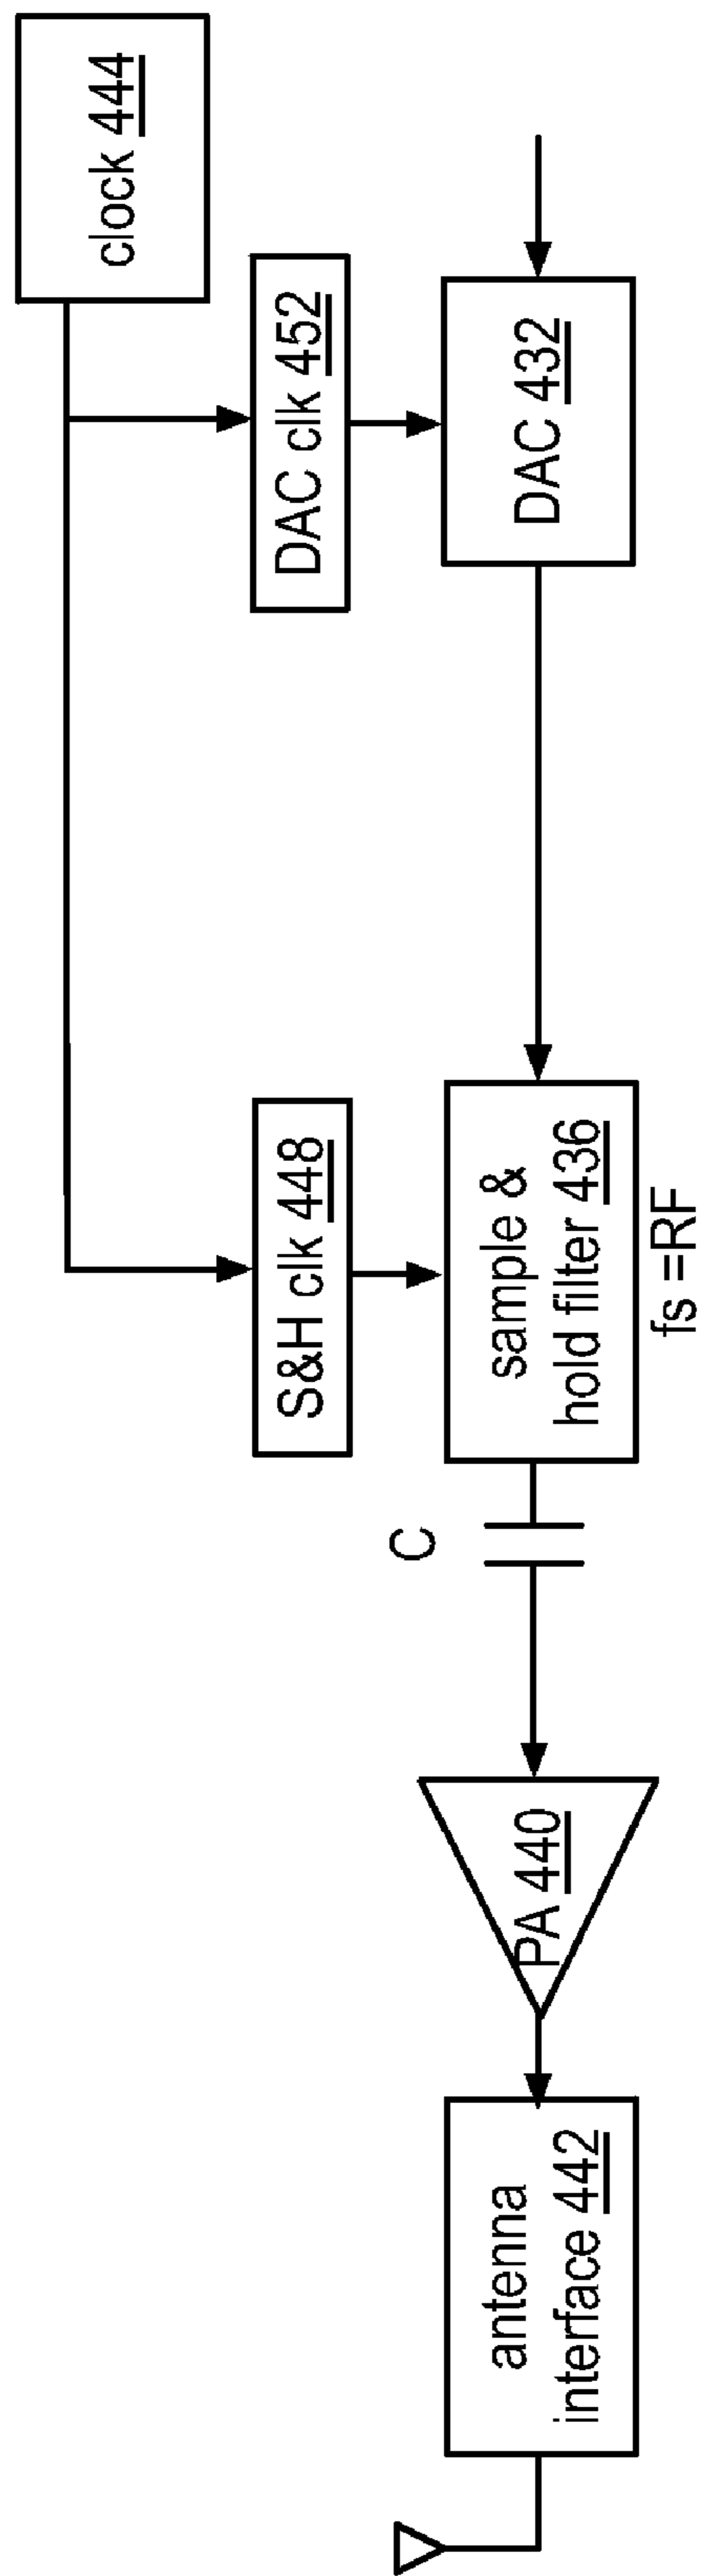 clock 444
S&H clk 448
DAC clk 452
C
antenna
interface 442
PA 440
sample &
hold filter 436
DAC 432
fs =RF